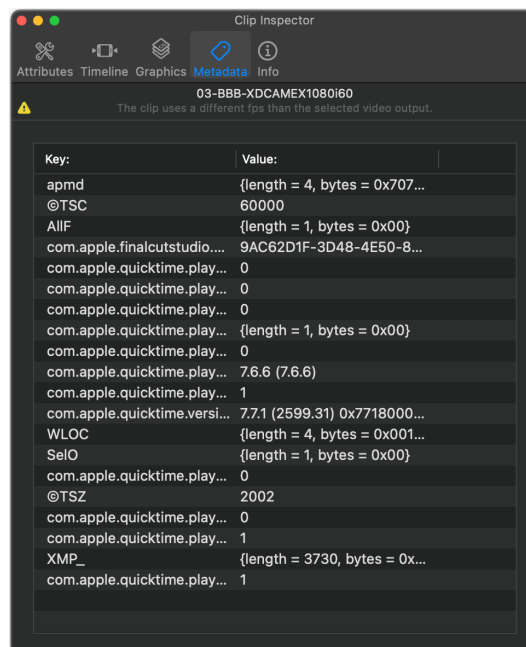 Clip Inspector
Attributes Timeline Graphics Metadata Info
03-BBB-XDCAMEX1080i60
The clip uses a different fps than the selected video output.
Key: Value:
apmd {length = 4, bytes = 0x707...
©TSC 60000
AllF {length = 1, bytes = 0x00}
com.apple.finalcutstudio.... 9AC62D1F-3D48-4E50-8...
com.apple.quicktime.play... 0
com.apple.quicktime.play... 0
com.apple.quicktime.play... 0
com.apple.quicktime.play... {length = 1, bytes = 0x00}
com.apple.quicktime.play... 0
com.apple.quicktime.play... 7.6.6 (7.6.6)
com.apple.quicktime.play... 1
com.apple.quicktime.versi... 7.7.1 (2599.31) 0x7718000...
WLOC {length = 4, bytes = 0x001...
SelO {length = 1, bytes = 0x00}
com.apple.quicktime.play... 0
©TSZ 2002
com.apple.quicktime.play... 0
com.apple.quicktime.play... 1
XMP_ {length = 3730, bytes = 0x...
com.apple.quicktime.play... 1